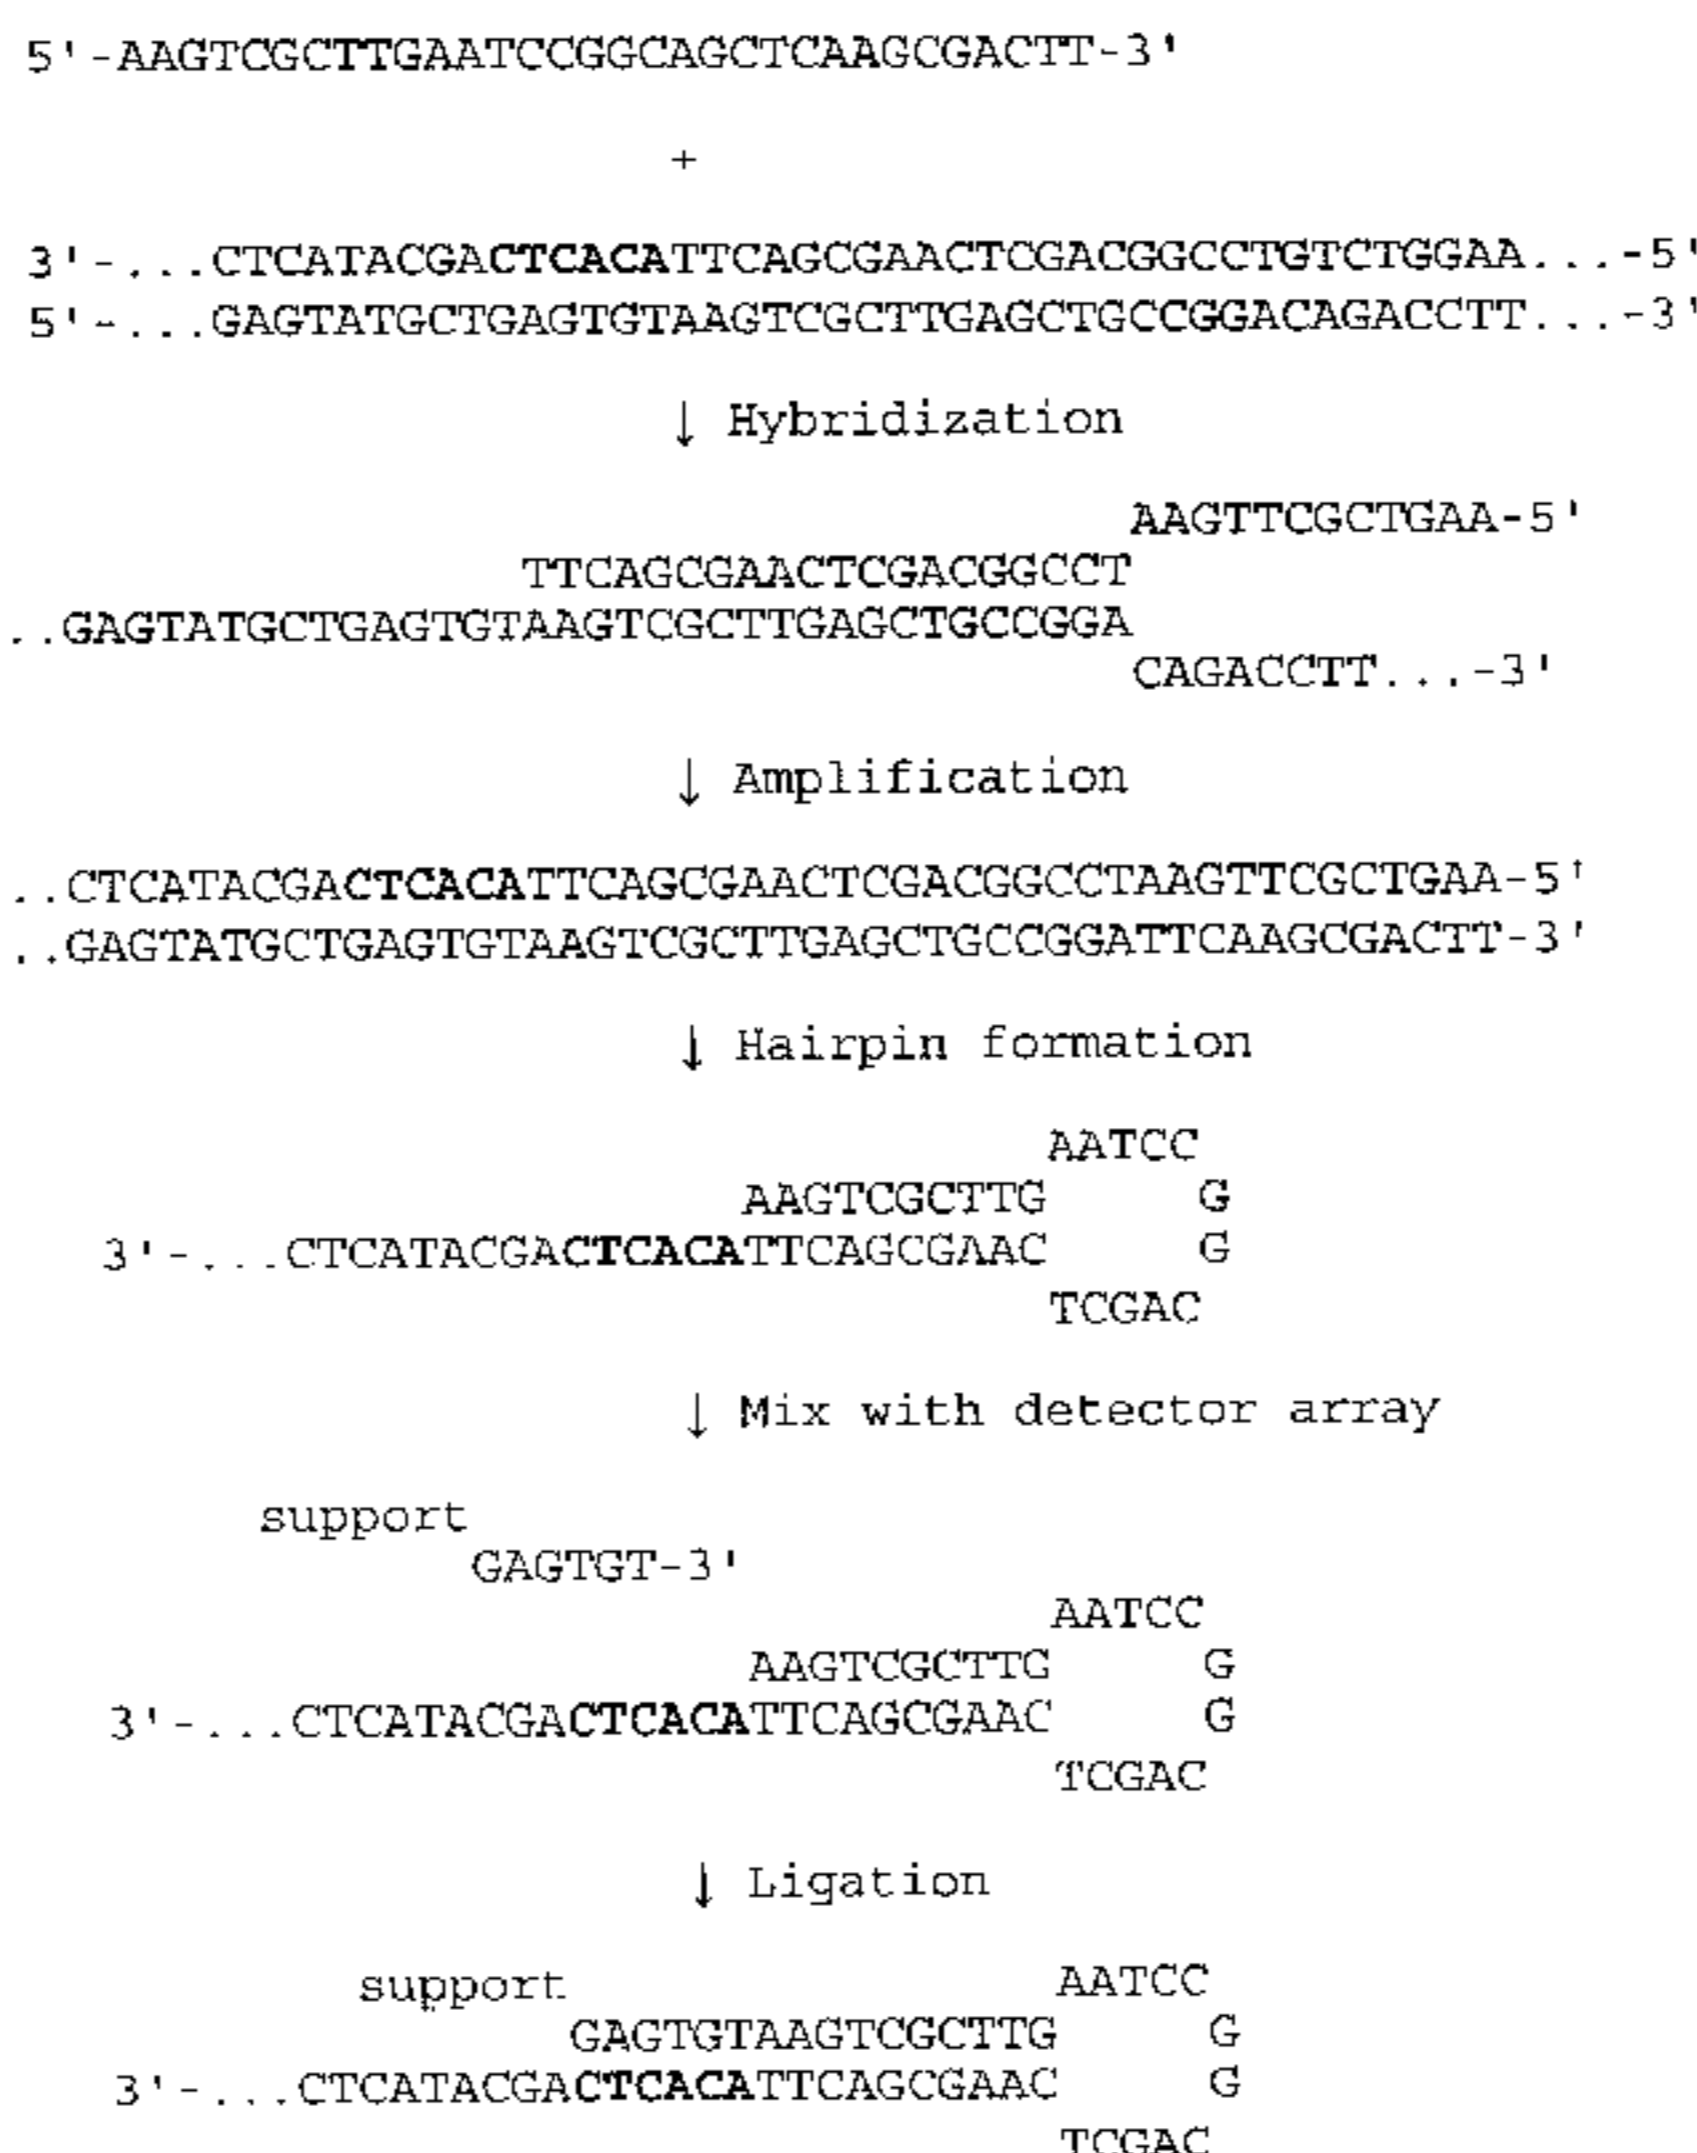 5'-AAGTCGCTTGAATCCGGCAGCTCAAGCGACTT-3'
+
3'-...CTCATACGACTCACATTCAGCGAACTCGACGGCCTGTCTGGAA...-5'
5'-...GAGTATGCTGAGTGTAAGTCGCTTGAGCTGCCGGACAGACCTT...-3'
↓ Hybridization
AAGTTCGCTGAA-5'
TTCAGCGAACTCGACGGCCT
..GAGTATGCTGAGTGTAAGTCGCTTGAGCTGCCGGA
CAGACCTT...-3'
↓ Amplification
..CTCATACGACTCACATTCAGCGAACTCGACGGCCTAAGTTCGCTGAA-5'
..GAGTATGCTGAGTGTAAGTCGCTTGAGCTGCCGGATTCAAGCGACTT-3'
↓ Hairpin formation
AATCC
AAGTCGCTTG G
3'-...CTCATACGACTCACATTCAGCGAAC G
TCGAC
↓ Mix with detector array
support
GAGTGT-3'
AATCC
AAGTCGCTTG G
3'-...CTCATACGACTCACATTCAGCGAAC G
TCGAC
↓ Ligation
support AATCC
GAGTGTAAGTCGCTTG G
3'-...CTCATACGACTCACATTCAGCGAAC G
TCGAC